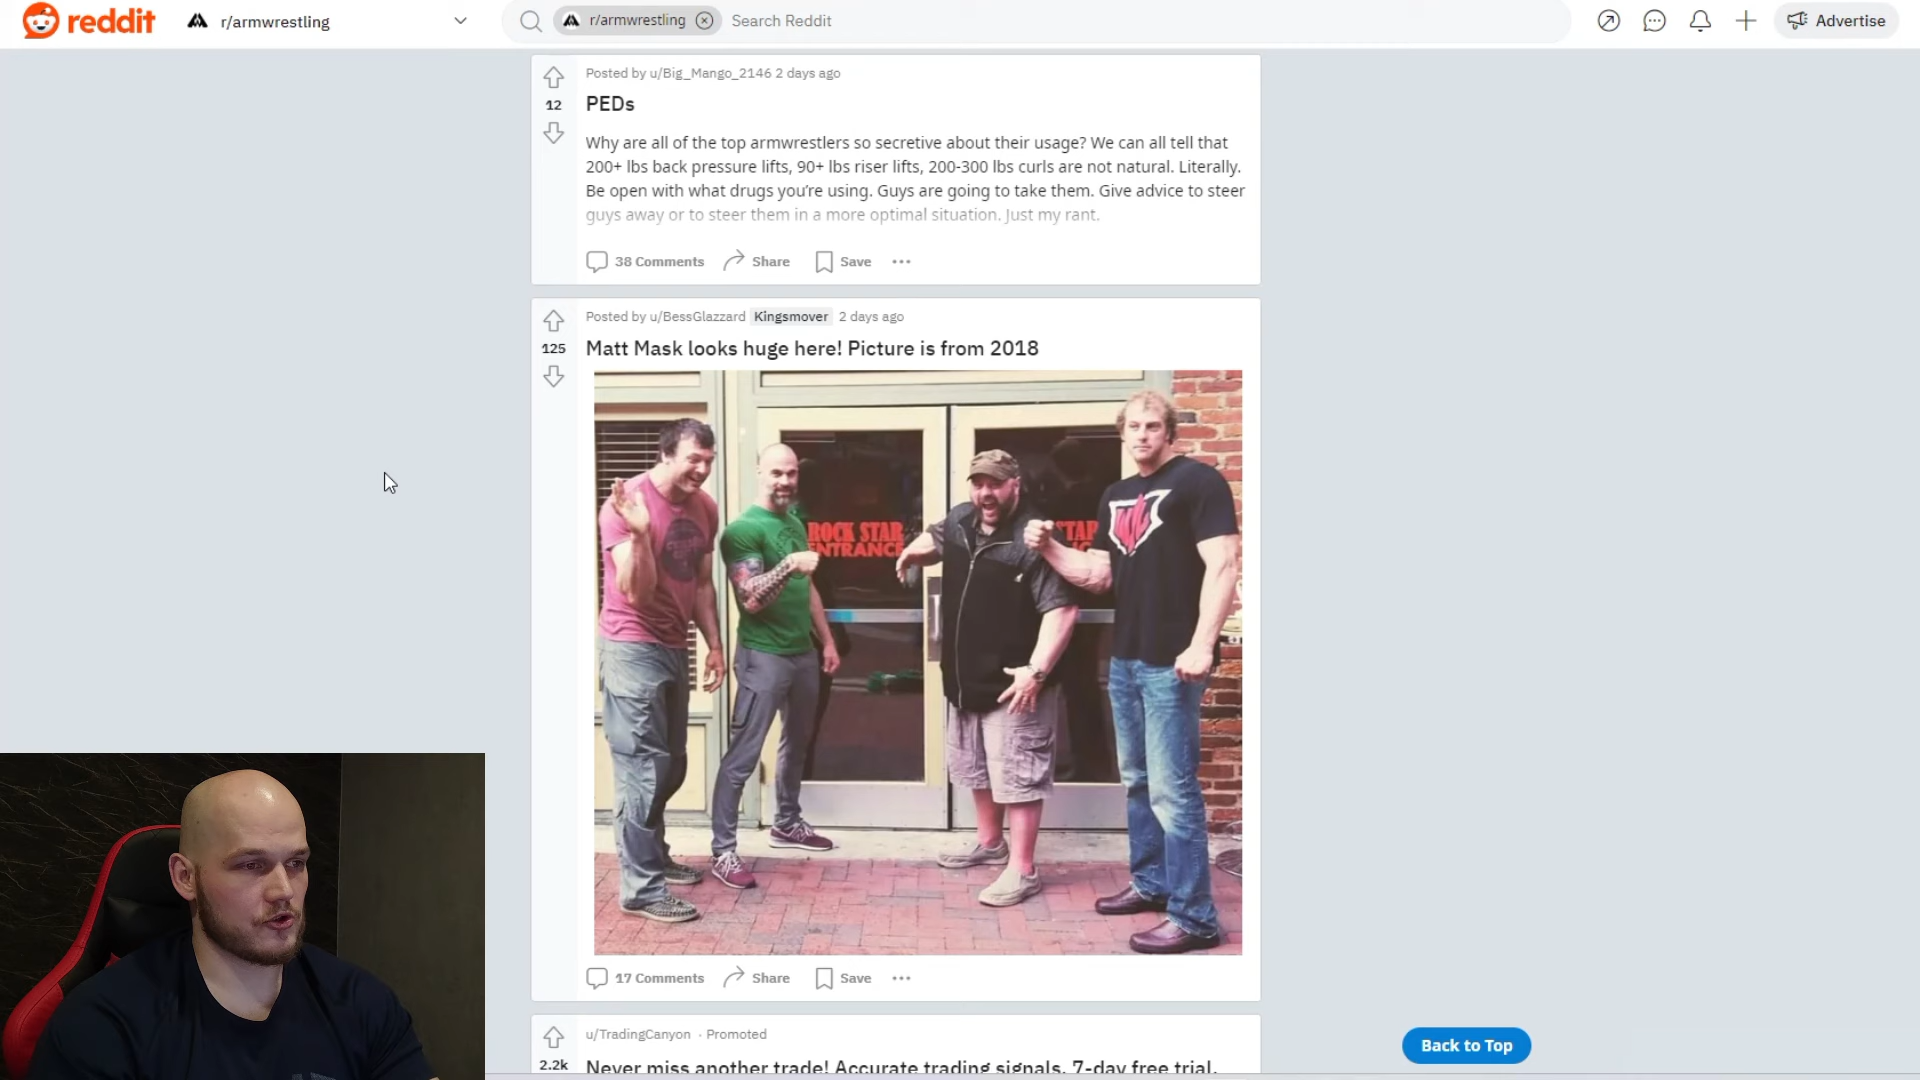 reddit
r/armwrestling
r/armwrestling
Search Reddit
Advertise
Posted by u/Big_Mango_2146 2 days ago
12
PEDs
Why are all of the top armwrestlers so secretive about their usage? We can all tell that
200+ lbs back pressure lifts, 90+ lbs riser lifts, 200-300 lbs curls are not natural. Literally.
Be open with what drugs you're using. Guys are going to take them. Give advice to steer
guys away or to steer them in a more optimal situation. Just my rant.
38 Comments
Share
Save
Posted by u/BessGlazzard Kingsmover 2 days ago
125
Matt Mask looks huge here! Picture is from 2018
ROCK STAR
ENTRANCE
STAR
17 Comments
Share
Save
u/TradingCanyon · Promoted
2.2k
Never miss another trade! Accurate trading signals. 7-day free trial.
Back to Top